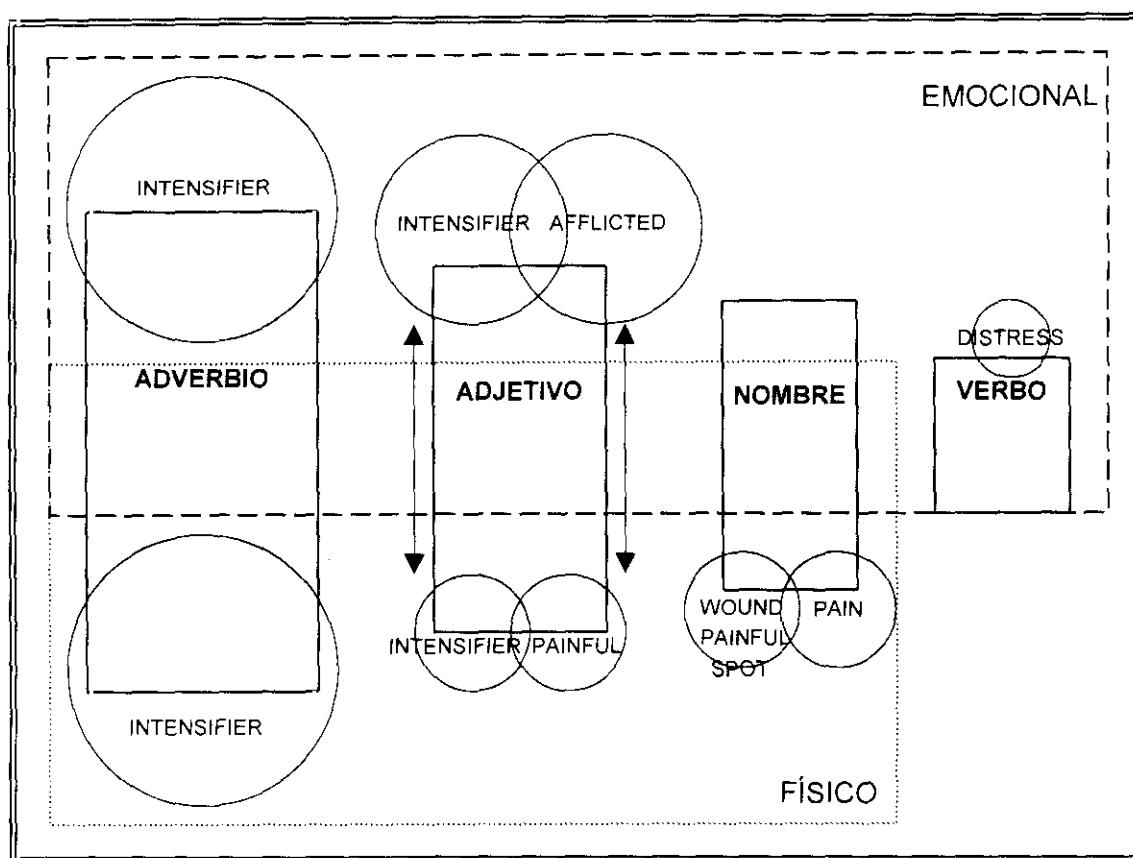 EMOCIONAL
INTENSIFIER
INTENSIFIER
AFFLICTED
DISTRESS
ADVERBIO
ADJETIVO
NOMBRE
VERBO
WOUND
PAINFUL
SPOT
PAIN
INTENSIFIER
PAINFUL
INTENSIFIER
FÍSICO